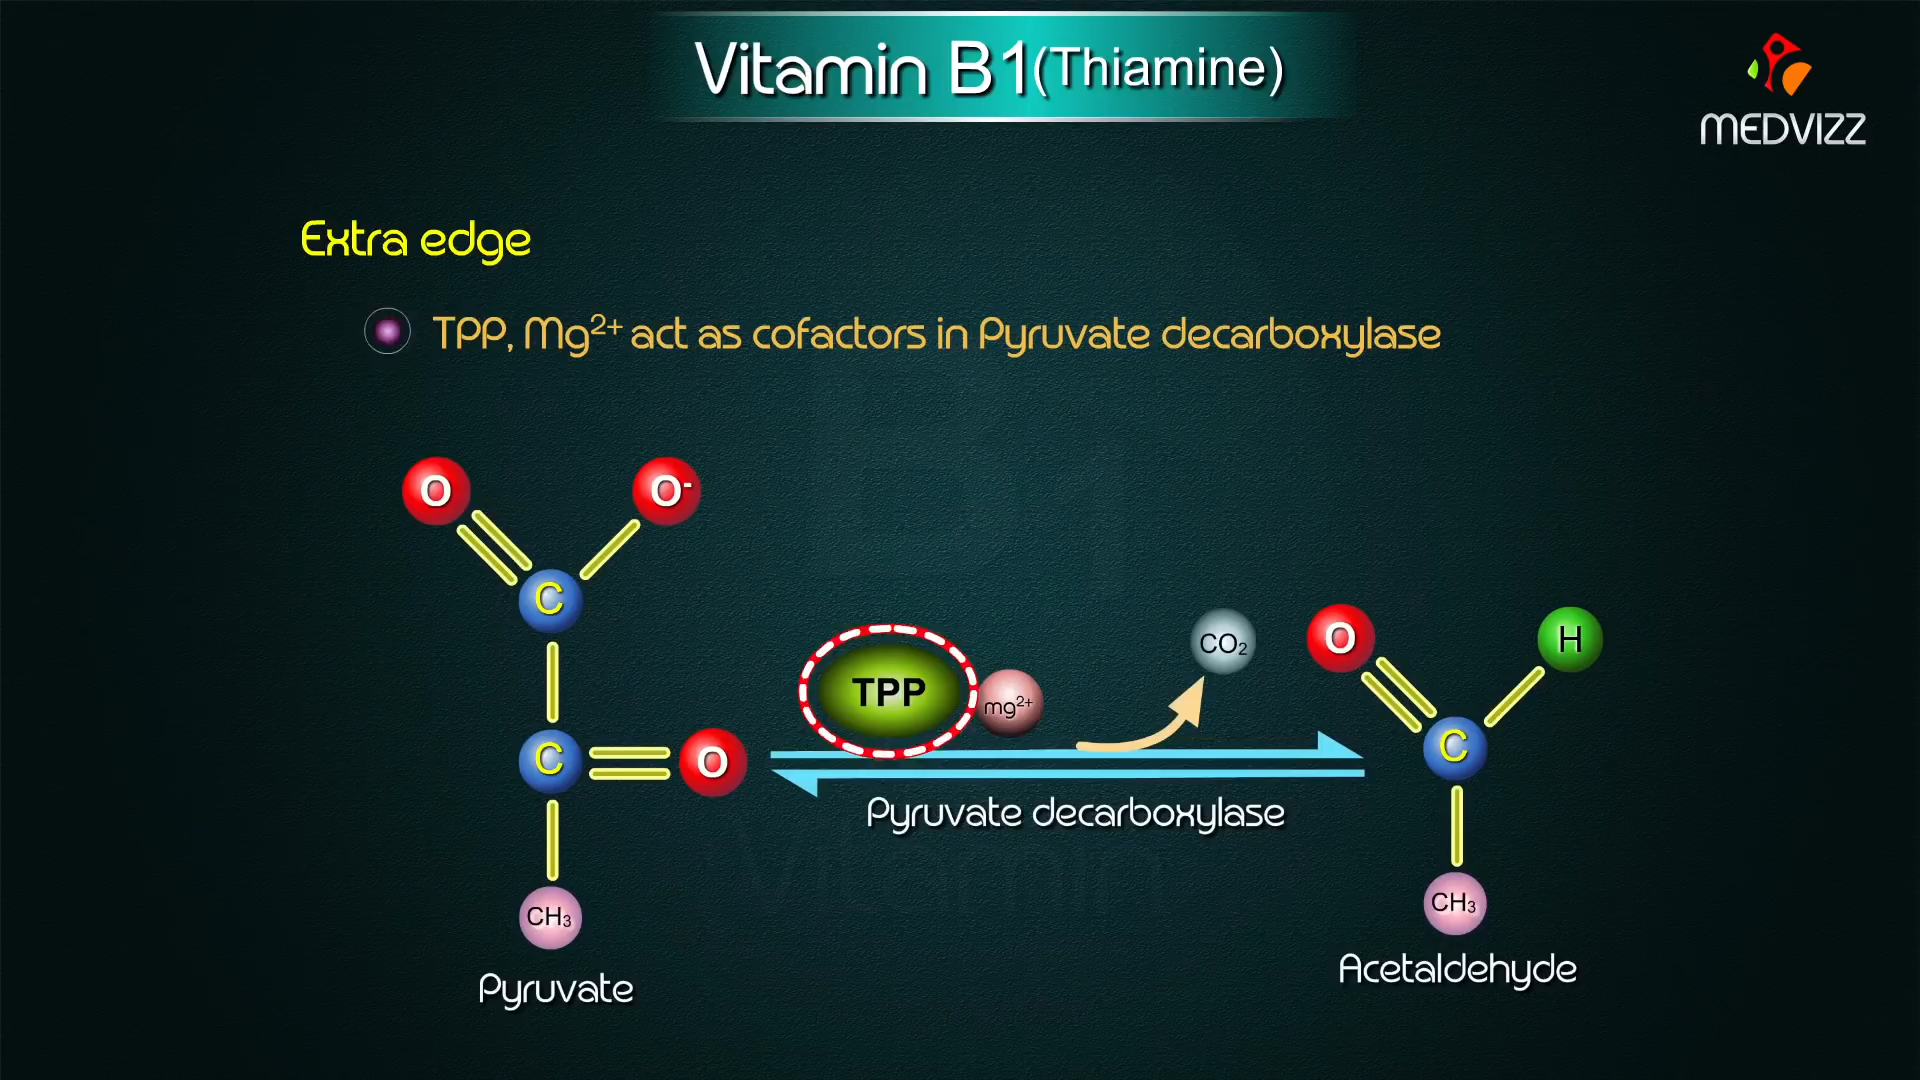 Vitamin B1(Thiamine)
MEDVIZZ
Extra edge
TPP, Mg²⁺ act as cofactors in Pyruvate decarboxylase
O
O⁻
C
C
O
CH₃
Pyruvate
TPP
mg²⁺
CO₂
Pyruvate decarboxylase
O
H
C
CH₃
Acetaldehyde
Vitamin